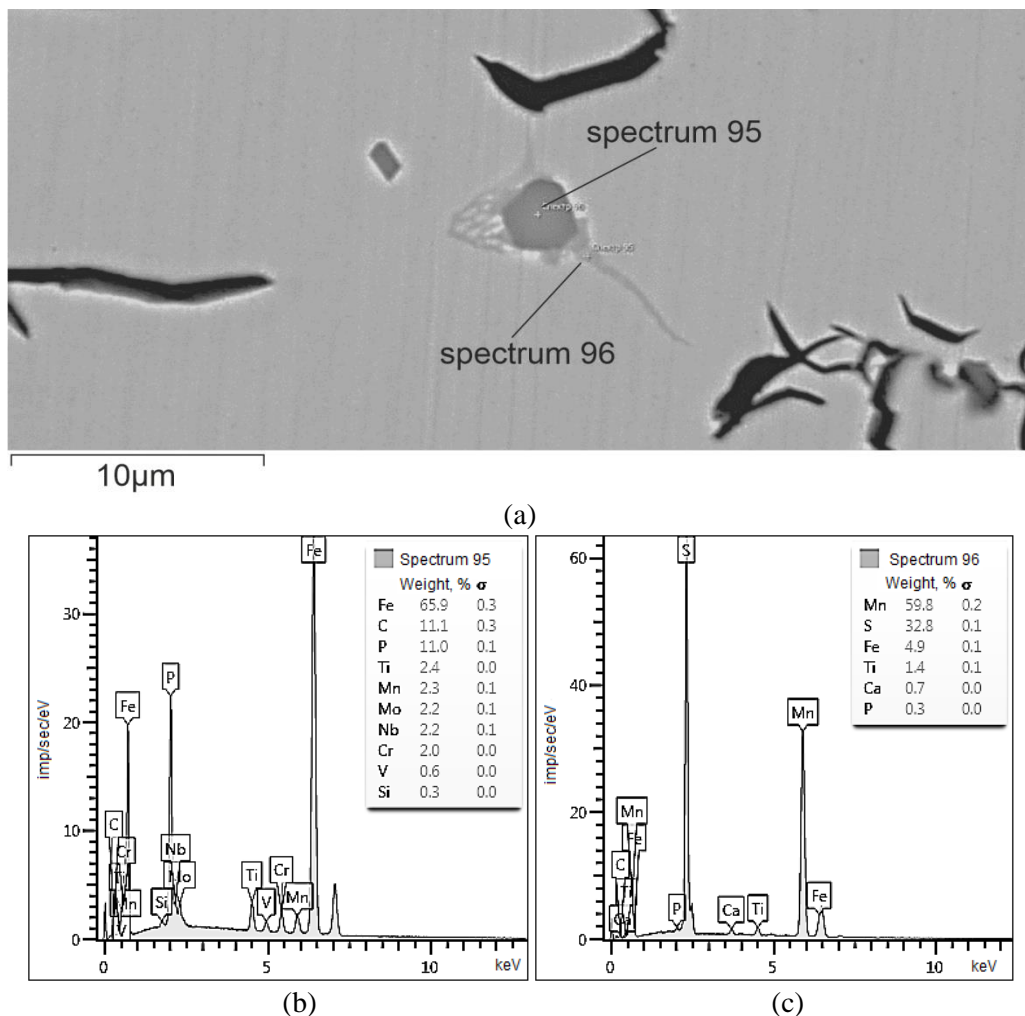 spectrum 95
Спектр 96
Спектр 95
spectrum 96
10μm
(a)
Fe
Spectrum 95
Weight, % σ
Fe 65.9 0.3
C 11.1 0.3
P 11.0 0.1
Ti 2.4 0.0
Mn 2.3 0.1
Mo 2.2 0.1
Nb 2.2 0.1
Cr 2.0 0.0
V 0.6 0.0
Si 0.3 0.0
30
P
Fe
20
imp/sec/eV
C
Cr
Nb
Mo
10
Ti
Cr
Si
V
Mn
0
0 5 10 keV
(b)
60
S
Spectrum 96
Weight, % σ
Mn 59.8 0.2
S 32.8 0.1
Fe 4.9 0.1
Ti 1.4 0.1
Ca 0.7 0.0
P 0.3 0.0
40
Mn
imp/sec/eV
20
Mn
Fe
C
P
Ca
Ti
Fe
0
0 5 10 keV
(c)